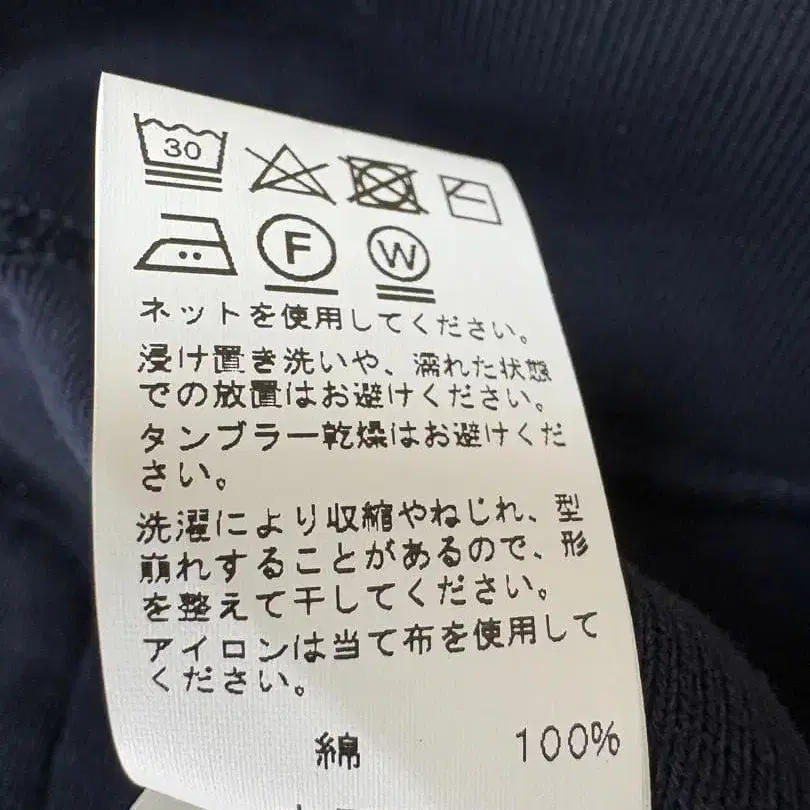 30
F W
ネットを使用してください。
浸け置き洗いや、濡れた状態
での放置はお避けください。
タンブラー乾燥はお避けくだ
さい。
洗濯により収縮やねじれ、型
崩れすることがあるので、形
を整えて干してください。
アイロンは当て布を使用して
ください。
綿 100%